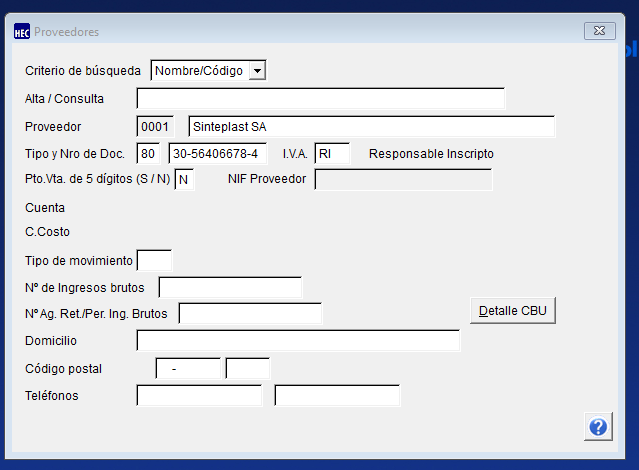 HEC Proveedores
Criterio de búsqueda Nombre/Código
Alta / Consulta
Proveedor 0001 Sinteplast SA
Tipo y Nro de Doc. 80 30-56406678-4 I.V.A. RI Responsable Inscripto
Pto.Vta. de 5 dígitos (S / N) N NIF Proveedor
Cuenta
C.Costo
Tipo de movimiento
Nº de Ingresos brutos
Nº Ag. Ret./Per. Ing. Brutos Detalle CBU
Domicilio
Código postal -
Teléfonos
?